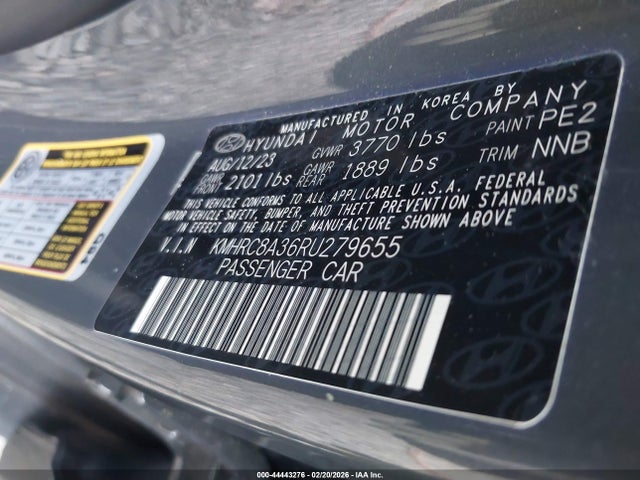 MANUFACTURED IN KOREA BY
HYUNDAI MOTOR COMPANY
AUG/12/23 GVWR 3770 lbs PAINT PE2
GAWR FRONT 2101 lbs GAWR REAR 1889 lbs TRIM NNB
THIS VEHICLE CONFORMS TO ALL APPLICABLE U.S.A. FEDERAL
MOTOR VEHICLE SAFETY, BUMPER, AND THEFT PREVENTION STANDARDS
IN EFFECT ON THE DATE OF MANUFACTURE SHOWN ABOVE
V.I.N KMHRC8A36RU279655
PASSENGER CAR
000-44443276 - 02/20/2026 - IAA Inc.